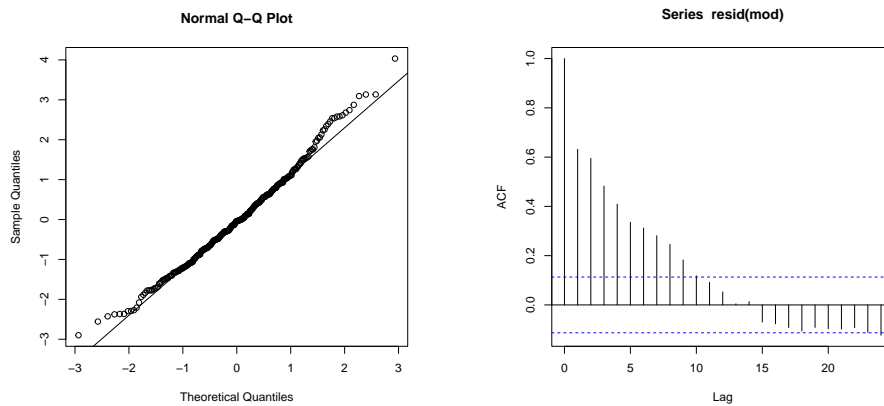 Normal Q−Q Plot
Sample Quantiles
4
3
2
1
0
−1
−2
−3
−3 −2 −1 0 1 2 3
Theoretical Quantiles
Series resid(mod)
ACF
1.0
0.8
0.6
0.4
0.2
0.0
0 5 10 15 20
Lag